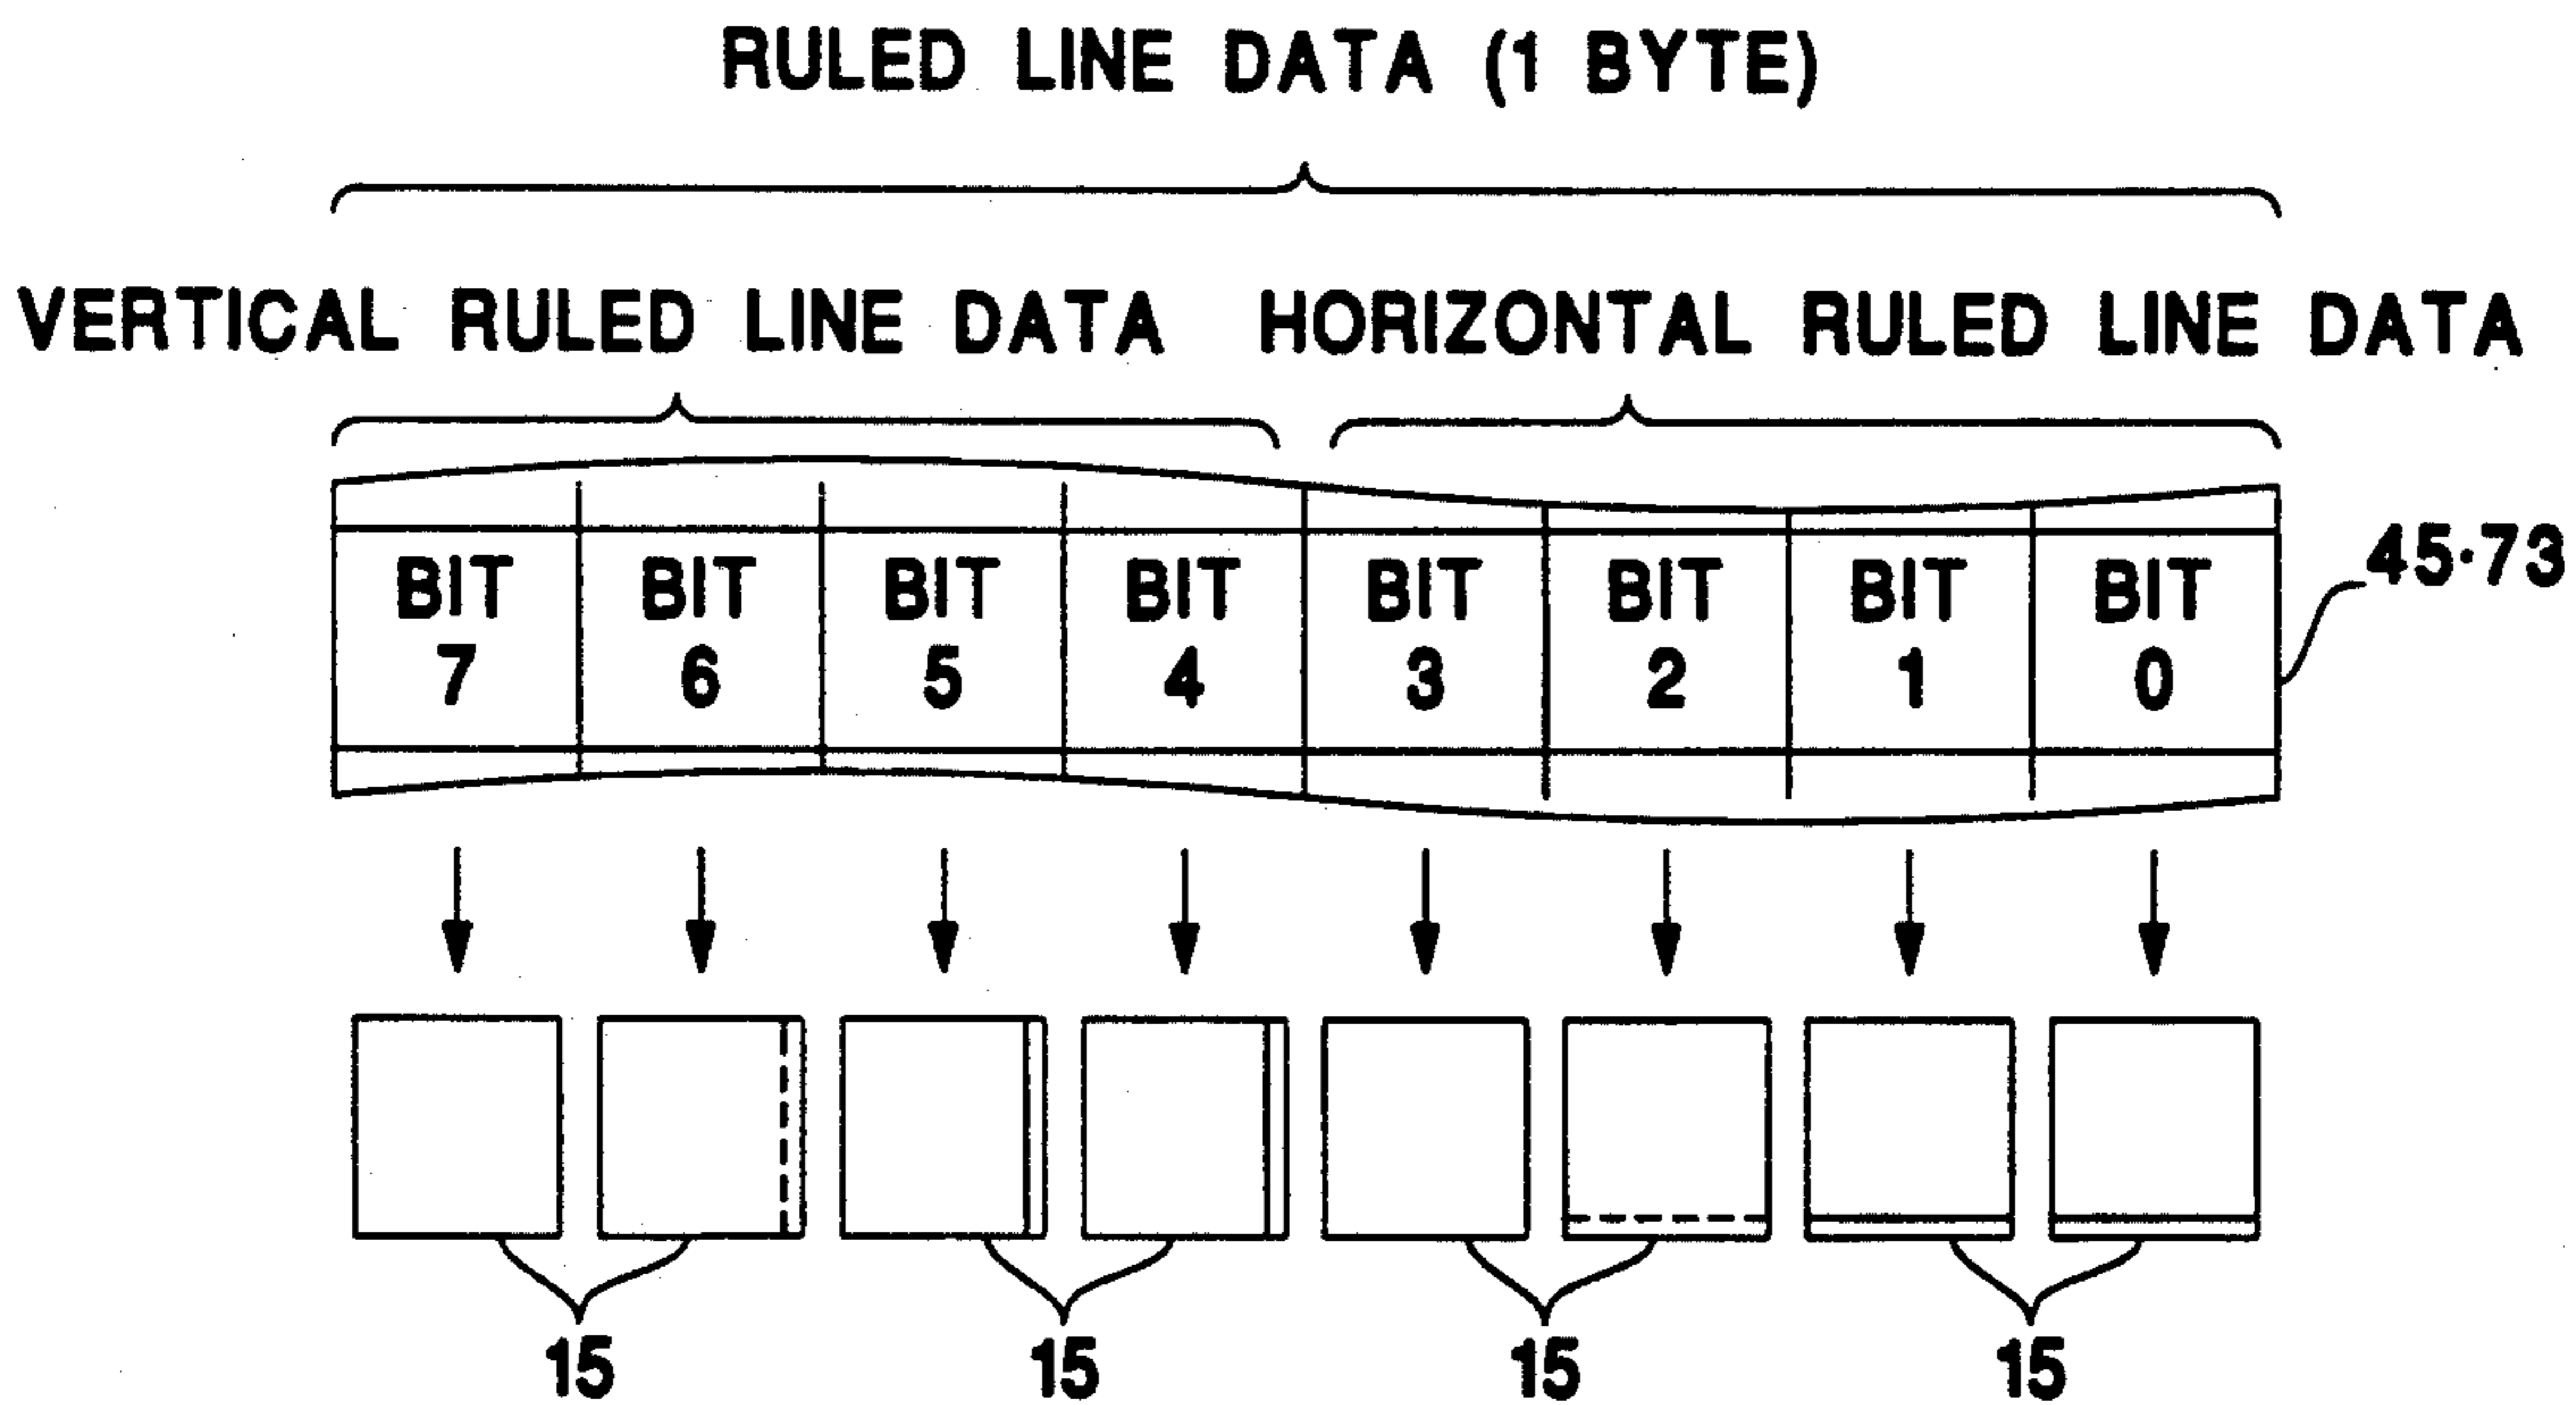 RULED LINE DATA (1 BYTE)
VERTICAL RULED LINE DATA HORIZONTAL RULED LINE DATA
BIT 7 BIT 6 BIT 5 BIT 4 BIT 3 BIT 2 BIT 1 BIT 0
45·73
15 15 15 15